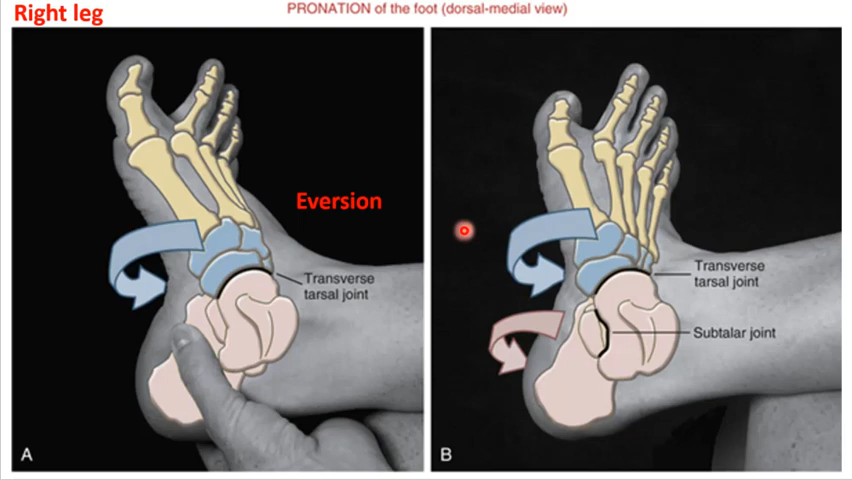 Right leg
PRONATION of the foot (dorsal-medial view)
Eversion
Transverse
tarsal joint
A
Transverse
tarsal joint
Subtalar joint
B